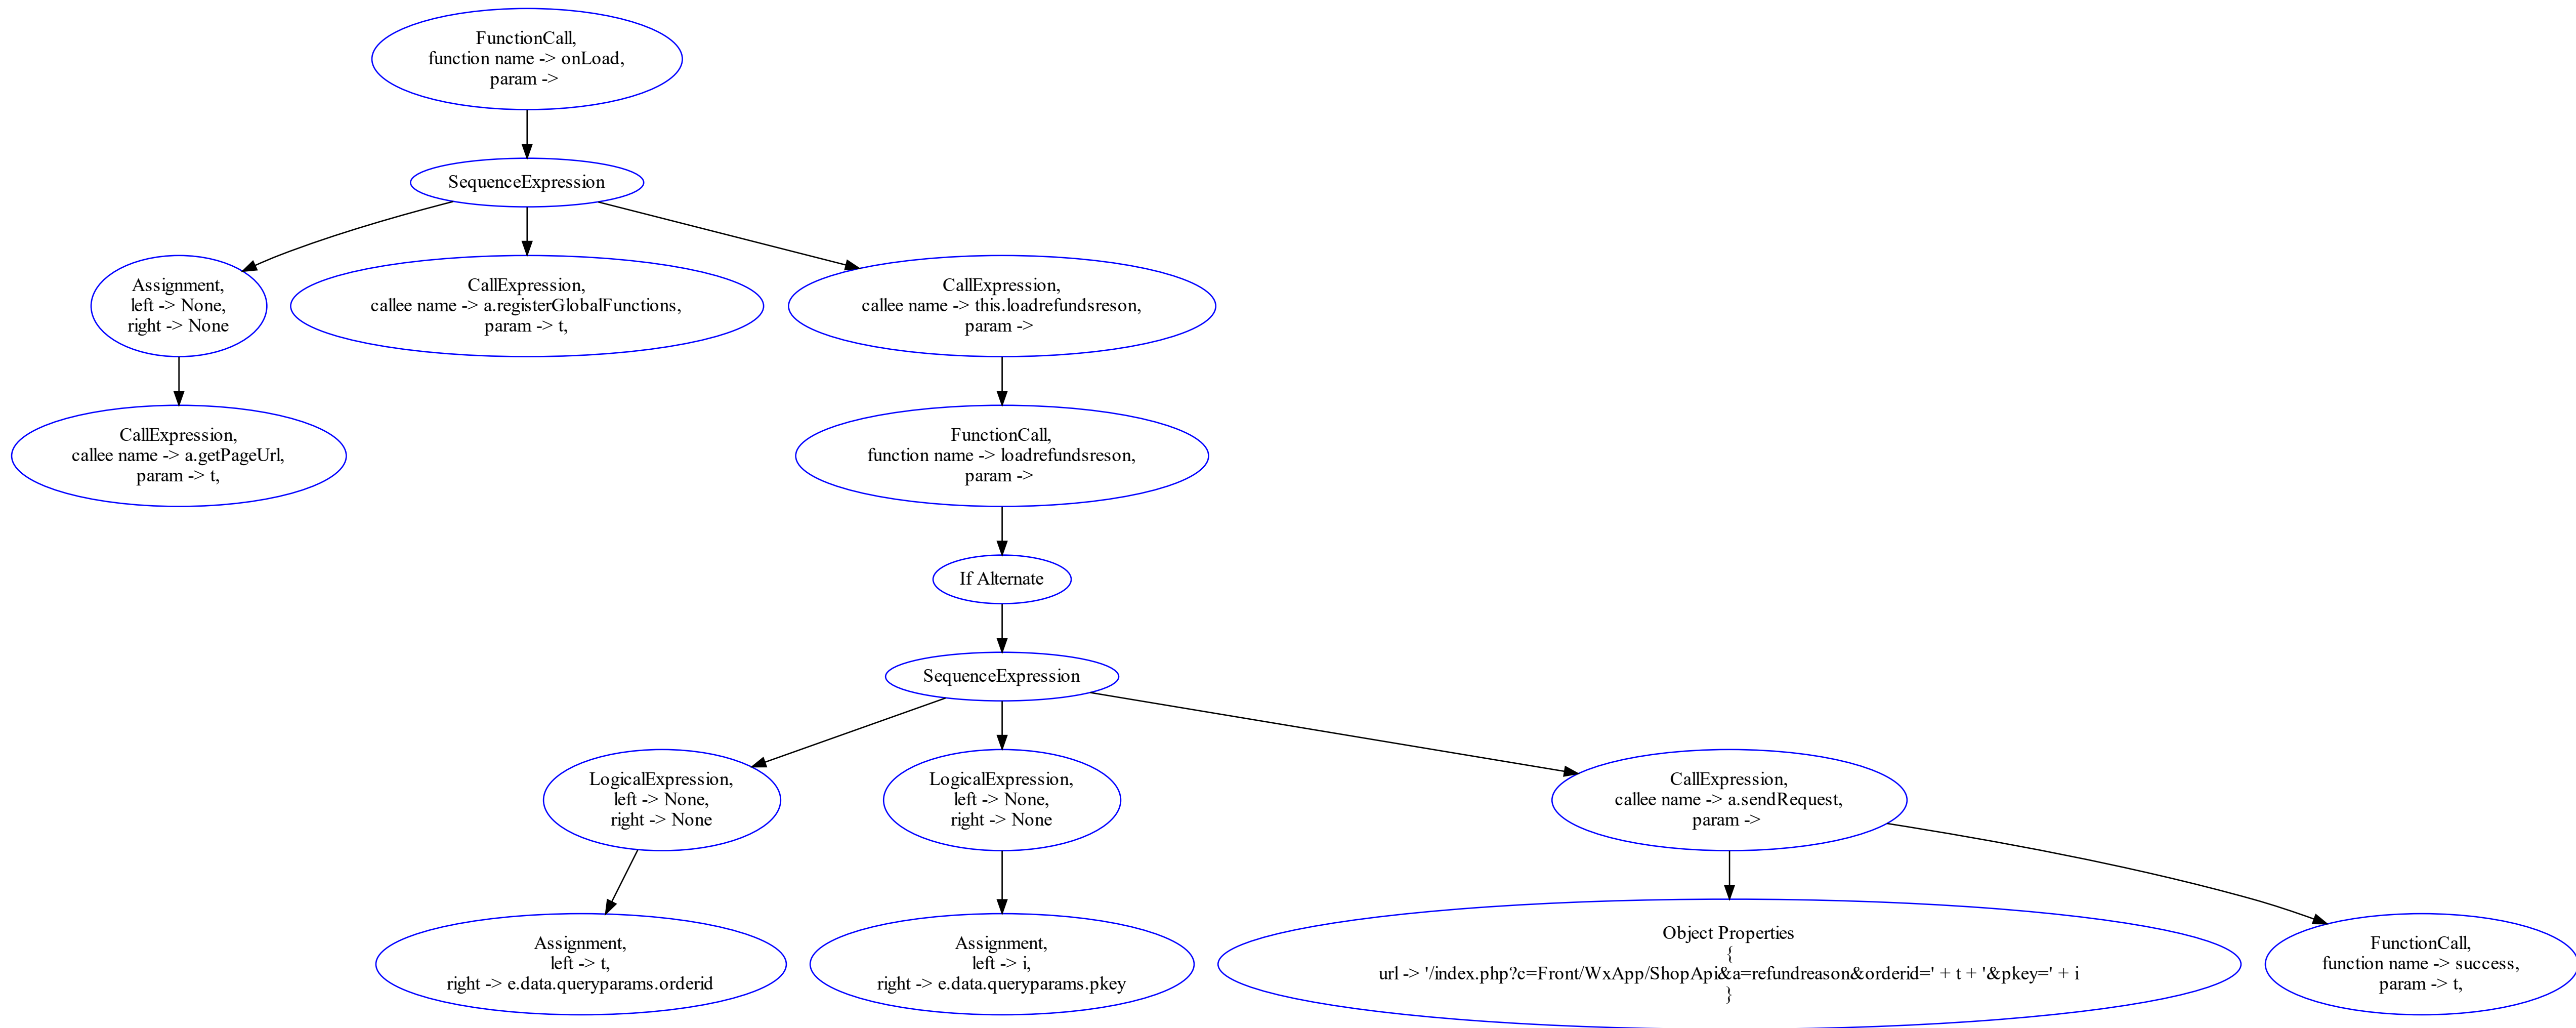 FunctionCall,
function name -> onLoad,
param ->
SequenceExpression
Assignment,
left -> None,
right -> None
CallExpression,
callee name -> a.registerGlobalFunctions,
param -> t,
CallExpression,
callee name -> this.loadrefundsreson,
param ->
CallExpression,
callee name -> a.getPageUrl,
param -> t,
FunctionCall,
function name -> loadrefundsreson,
param ->
If Alternate
SequenceExpression
LogicalExpression,
left -> None,
right -> None
LogicalExpression,
left -> None,
right -> None
CallExpression,
callee name -> a.sendRequest,
param ->
Assignment,
left -> t,
right -> e.data.queryparams.orderid
Assignment,
left -> i,
right -> e.data.queryparams.pkey
Object Properties
{
url -> '/index.php?c=Front/WxApp/ShopApi&a=refundreason&orderid=' + t + '&pkey=' + i
}
FunctionCall,
function name -> success,
param -> t,